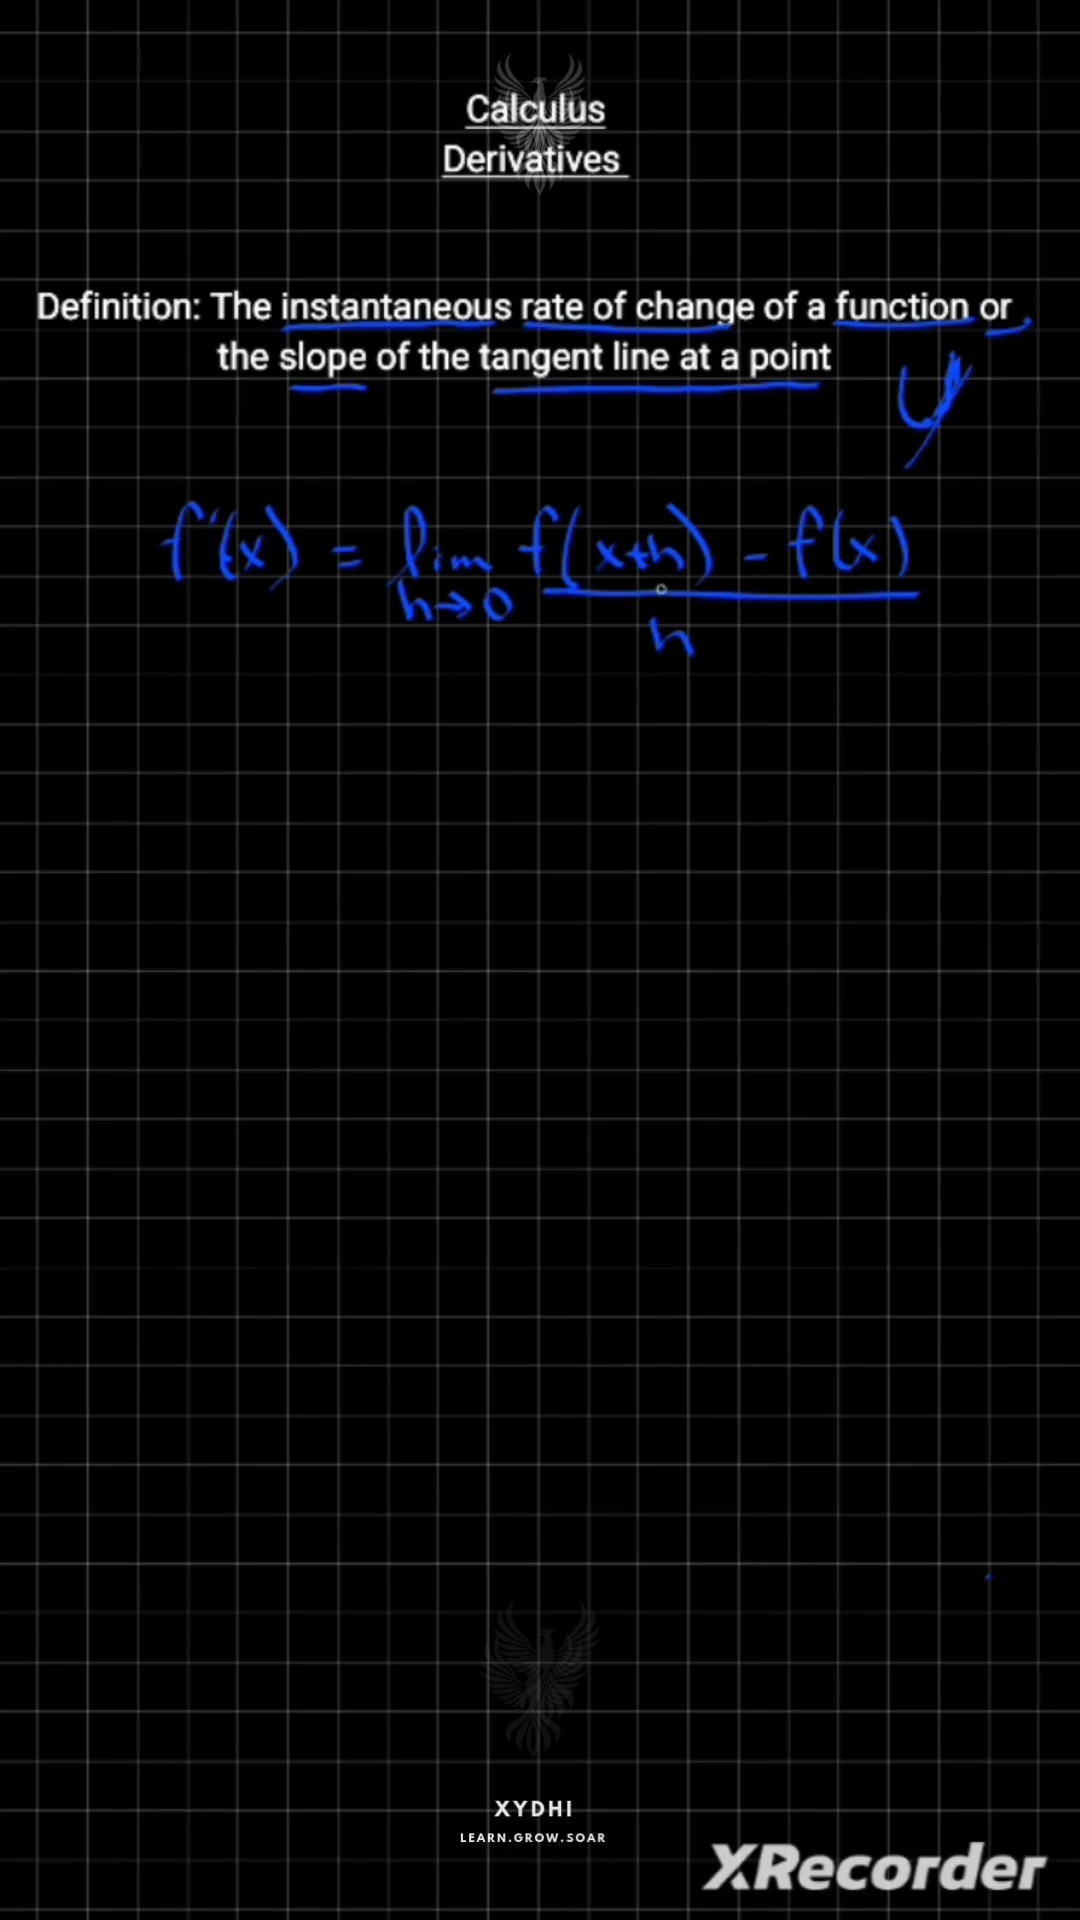 Calculus
Derivatives
Definition: The instantaneous rate of change of a function or
the slope of the tangent line at a point
f'(x) = lim f(x+h) - f(x)
h→0 h
XYDHI
LEARN.GROW.SOAR
XRecorder